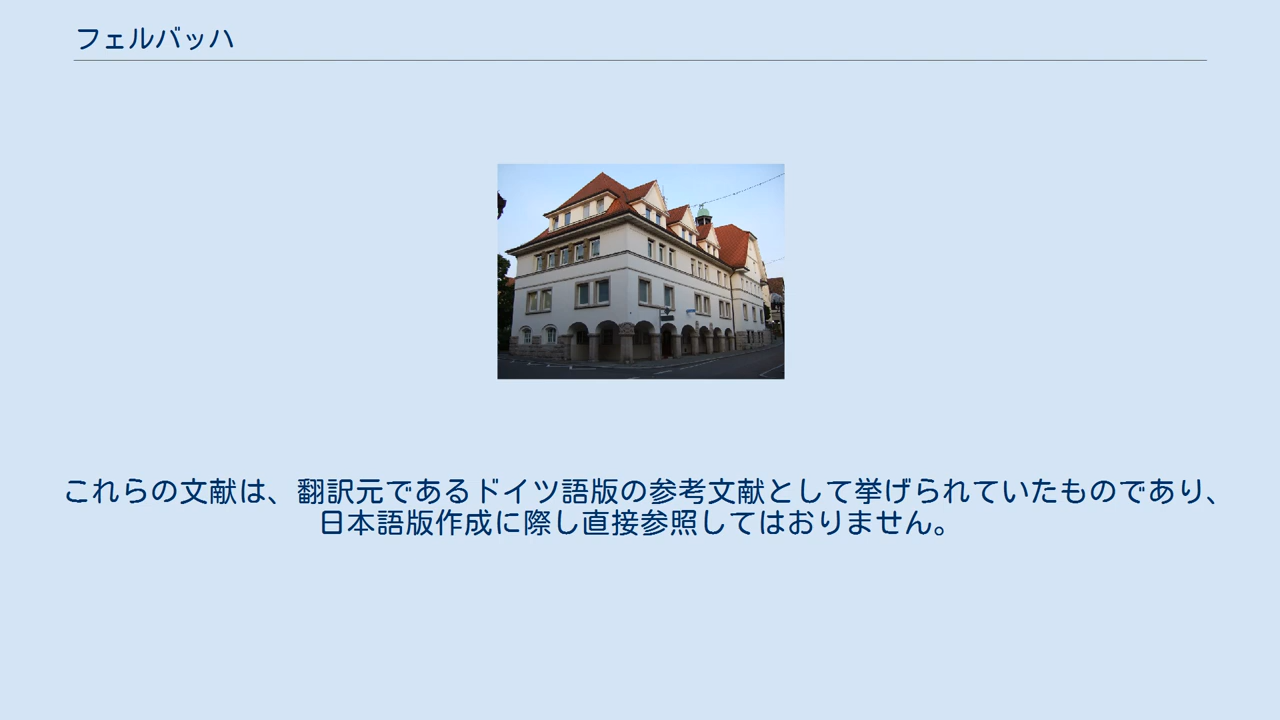 フェルバッハ
これらの文献は、翻訳元であるドイツ語版の参考文献として挙げられていたものであり、
日本語版作成に際し直接参照してはおりません。